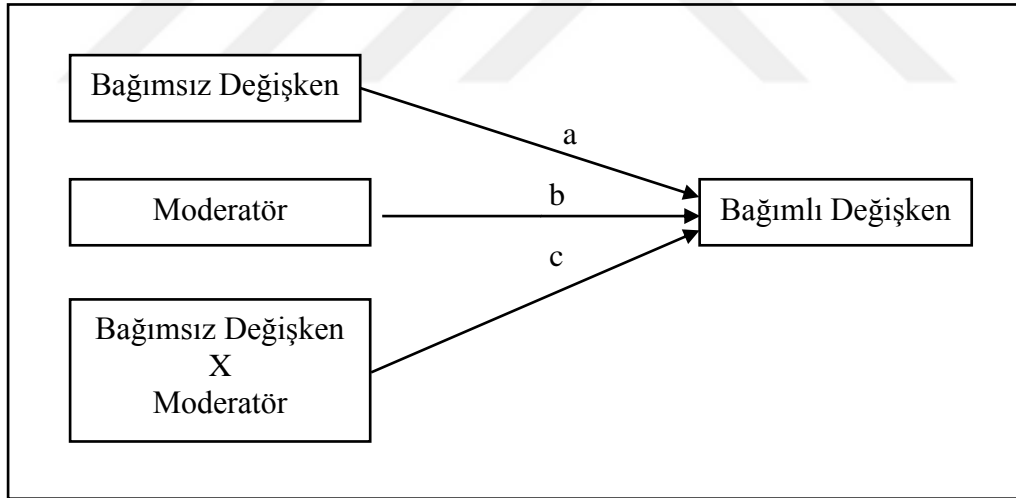 Bağımsız Değişken
a
Moderatör
b
Bağımlı Değişken
c
Bağımsız Değişken
X
Moderatör